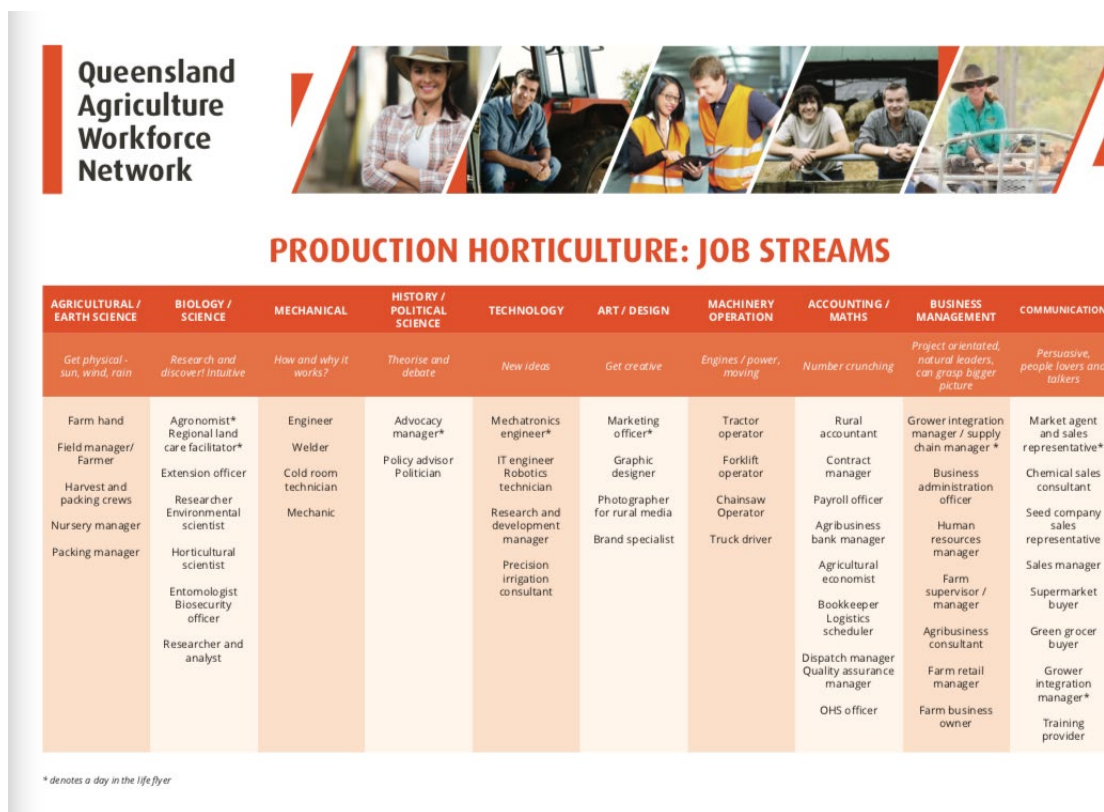 Queensland
Agriculture
Workforce
Network
PRODUCTION HORTICULTURE: JOB STREAMS
AGRICULTURAL /
EARTH SCIENCE
Get physical -
sun, wind, rain
Farm hand
Field manager/
Farmer
Harvest and
packing crews
Nursery manager
Packing manager
BIOLOGY /
SCIENCE
Research and
discover! Intuitive
Agronomist*
Regional land
care facilitator*
Extension officer
Researcher
Environmental
scientist
Horticultural
scientist
Entomologist
Biosecurity
officer
Researcher and
analyst
MECHANICAL
How and why it
works?
Engineer
Welder
Cold room
technician
Mechanic
HISTORY /
POLITICAL
SCIENCE
Theorise and
debate
Advocacy
manager*
Policy advisor
Politician
TECHNOLOGY
New ideas
Mechatronics
engineer*
IT engineer
Robotics
technician
Research and
development
manager
Precision
irrigation
consultant
ART / DESIGN
Get creative
Marketing
officer*
Graphic
designer
Photographer
for rural media
Brand specialist
MACHINERY
OPERATION
Engines / power,
moving
Tractor
operator
Forklift
operator
Chainsaw
Operator
Truck driver
ACCOUNTING /
MATHS
Number crunching
Rural
accountant
Contract
manager
Payroll officer
Agribusiness
bank manager
Agricultural
economist
Bookkeeper
Logistics
scheduler
Dispatch manager
Quality assurance
manager
OHS officer
BUSINESS
MANAGEMENT
Project orientated,
natural leaders,
can grasp bigger
picture
Grower integration
manager / supply
chain manager *
Business
administration
officer
Human
resources
manager
Farm
supervisor /
manager
Agribusiness
consultant
Farm retail
manager
Farm business
owner
COMMUNICATION
Persuasive,
people lovers and
talkers
Market agent
and sales
representative*
Chemical sales
consultant
Seed company
sales
representative
Sales manager
Supermarket
buyer
Green grocer
buyer
Grower
integration
manager*
Training
provider
* denotes a day in the life flyer